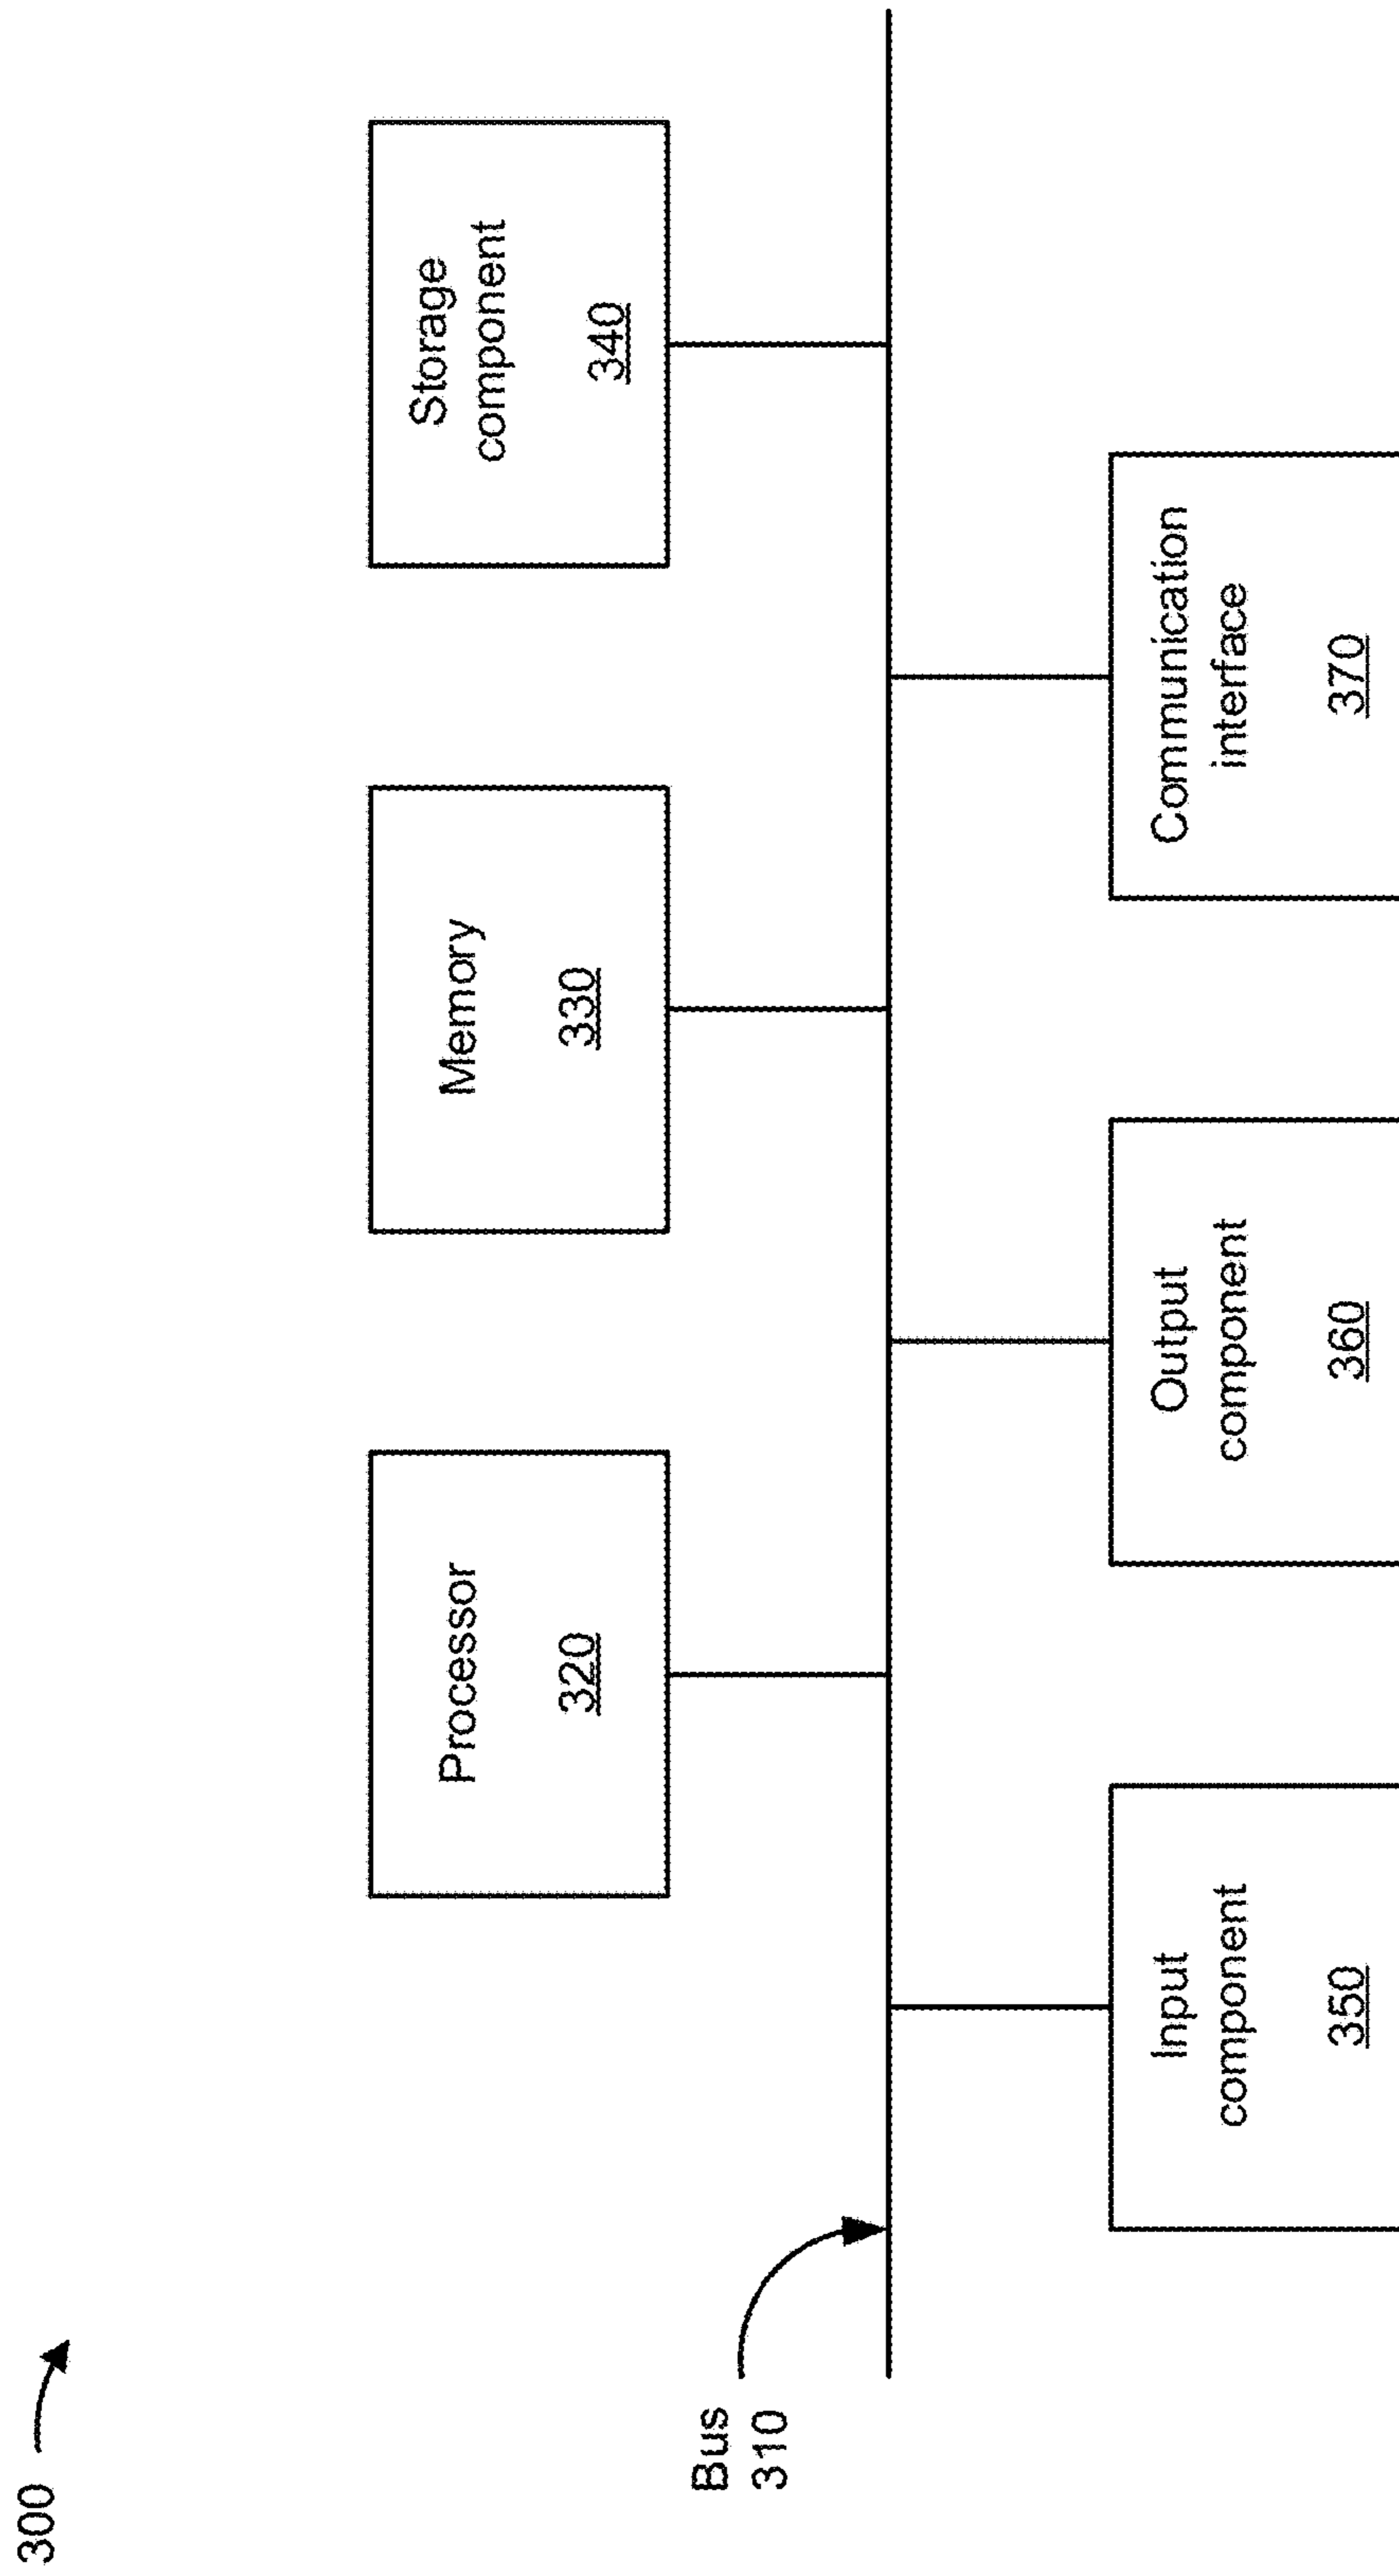 300
Processor
320
Memory
330
Storage
component
340
Bus
310
Input
component
350
Output
component
360
Communication
interface
370